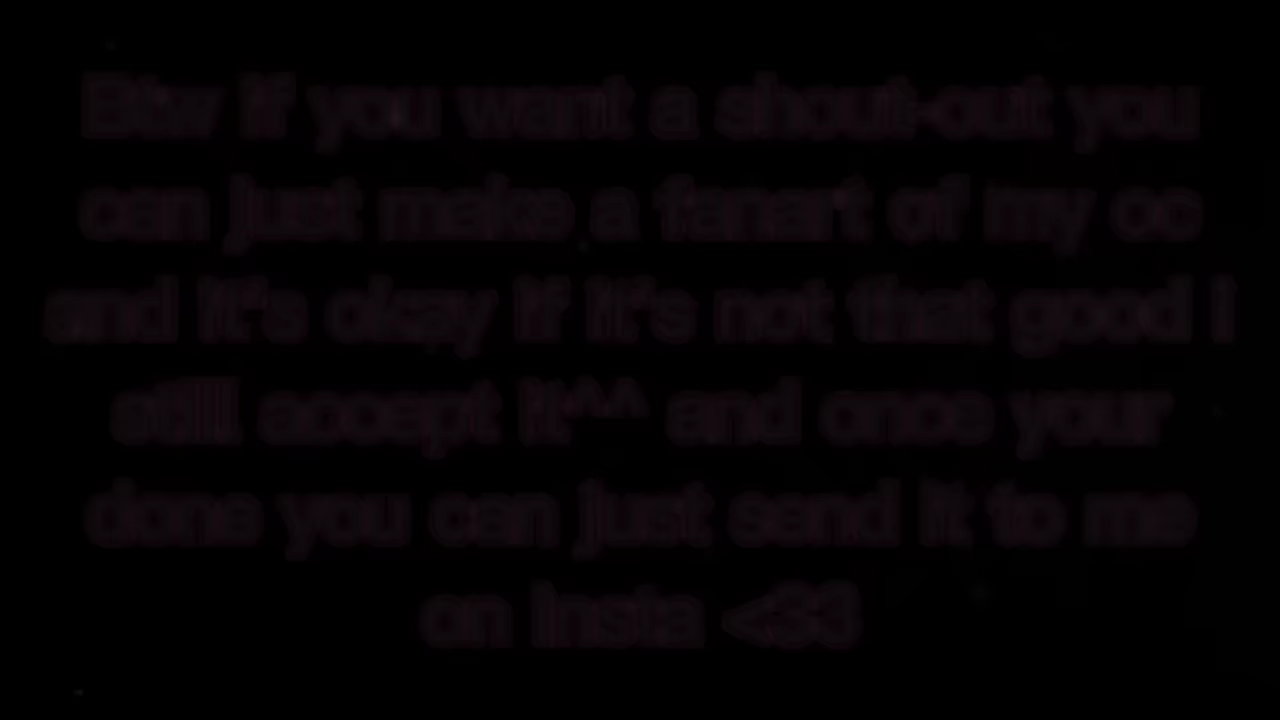 Btw if you want a shout-out you
can just make a fanart of my oc
and it's okay if it's not that good i
still accept it^^ and once your
done you can just send it to me
on Insta <33